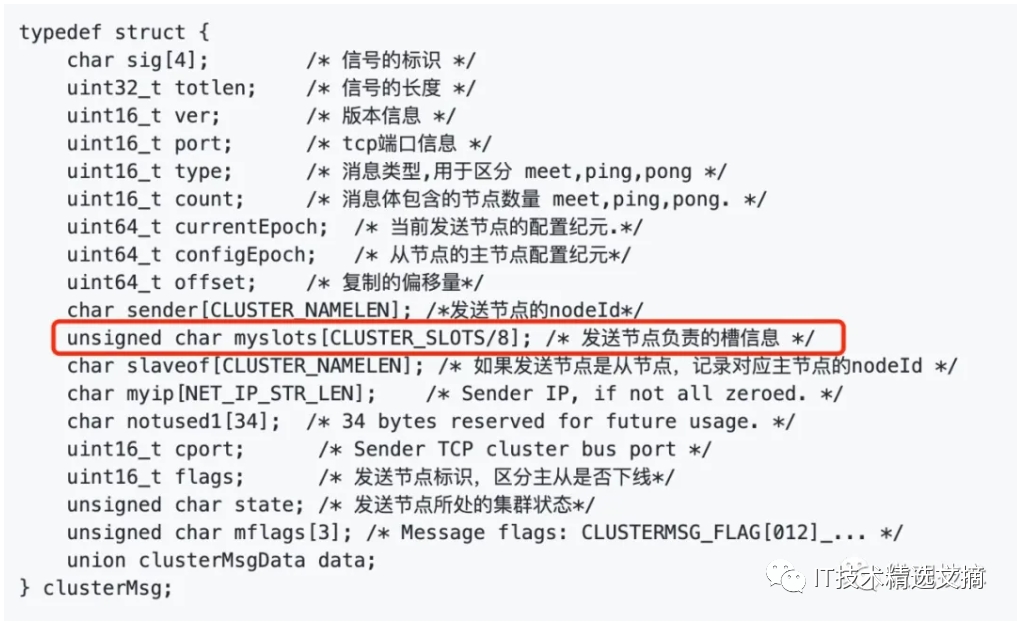 typedef struct {
char sig[4]; /* 信号的标识 */
uint32_t totlen; /* 信号的长度 */
uint16_t ver; /* 版本信息 */
uint16_t port; /* tcp端口信息 */
uint16_t type; /* 消息类型,用于区分 meet,ping,pong */
uint16_t count; /* 消息体包含的节点数量 meet,ping,pong. */
uint64_t currentEpoch; /* 当前发送节点的配置纪元.*/
uint64_t configEpoch; /* 从节点的主节点配置纪元*/
uint64_t offset; /* 复制的偏移量*/
char sender[CLUSTER_NAMELEN]; /*发送节点的nodeId*/
unsigned char myslots[CLUSTER_SLOTS/8]; /* 发送节点负责的槽信息 */
char slaveof[CLUSTER_NAMELEN]; /* 如果发送节点是从节点，记录对应主节点的nodeId */
char myip[NET_IP_STR_LEN]; /* Sender IP, if not all zeroed. */
char notused1[34]; /* 34 bytes reserved for future usage. */
uint16_t cport; /* Sender TCP cluster bus port */
uint16_t flags; /* 发送节点标识，区分主从是否下线*/
unsigned char state; /* 发送节点所处的集群状态*/
unsigned char mflags[3]; /* Message flags: CLUSTERMSG_FLAG[012]_... */
union clusterMsgData data;
} clusterMsg;
IT技术精选文摘